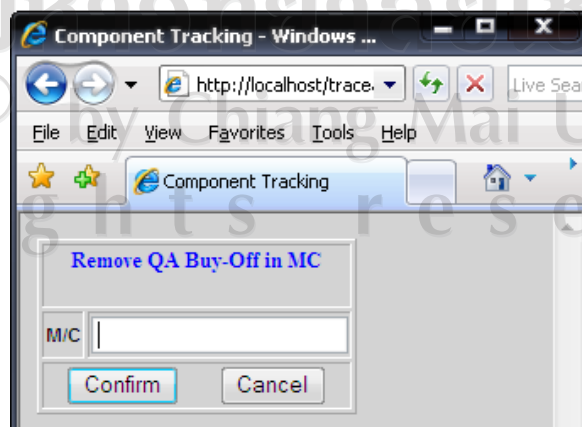 Component Tracking - Windows ...
http://localhost/trace
Live Sea
File Edit View Favorites Tools Help
by Chiang Mai U
Component Tracking
g h t s r e s e
Remove QA Buy-Off in MC
M/C
Confirm Cancel